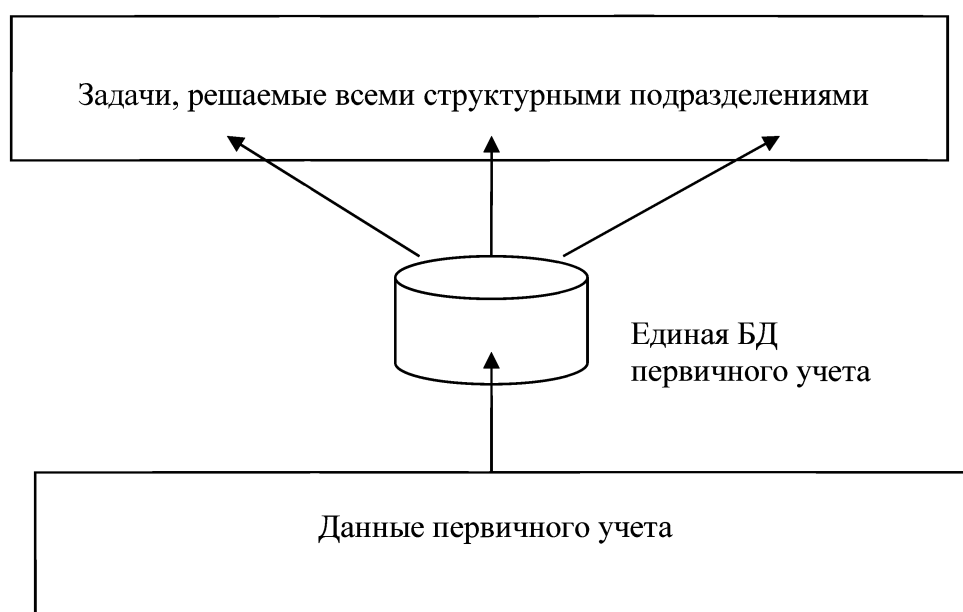 Задачи, решаемые всеми структурными подразделениями
Единая БД
первичного учета
Данные первичного учета